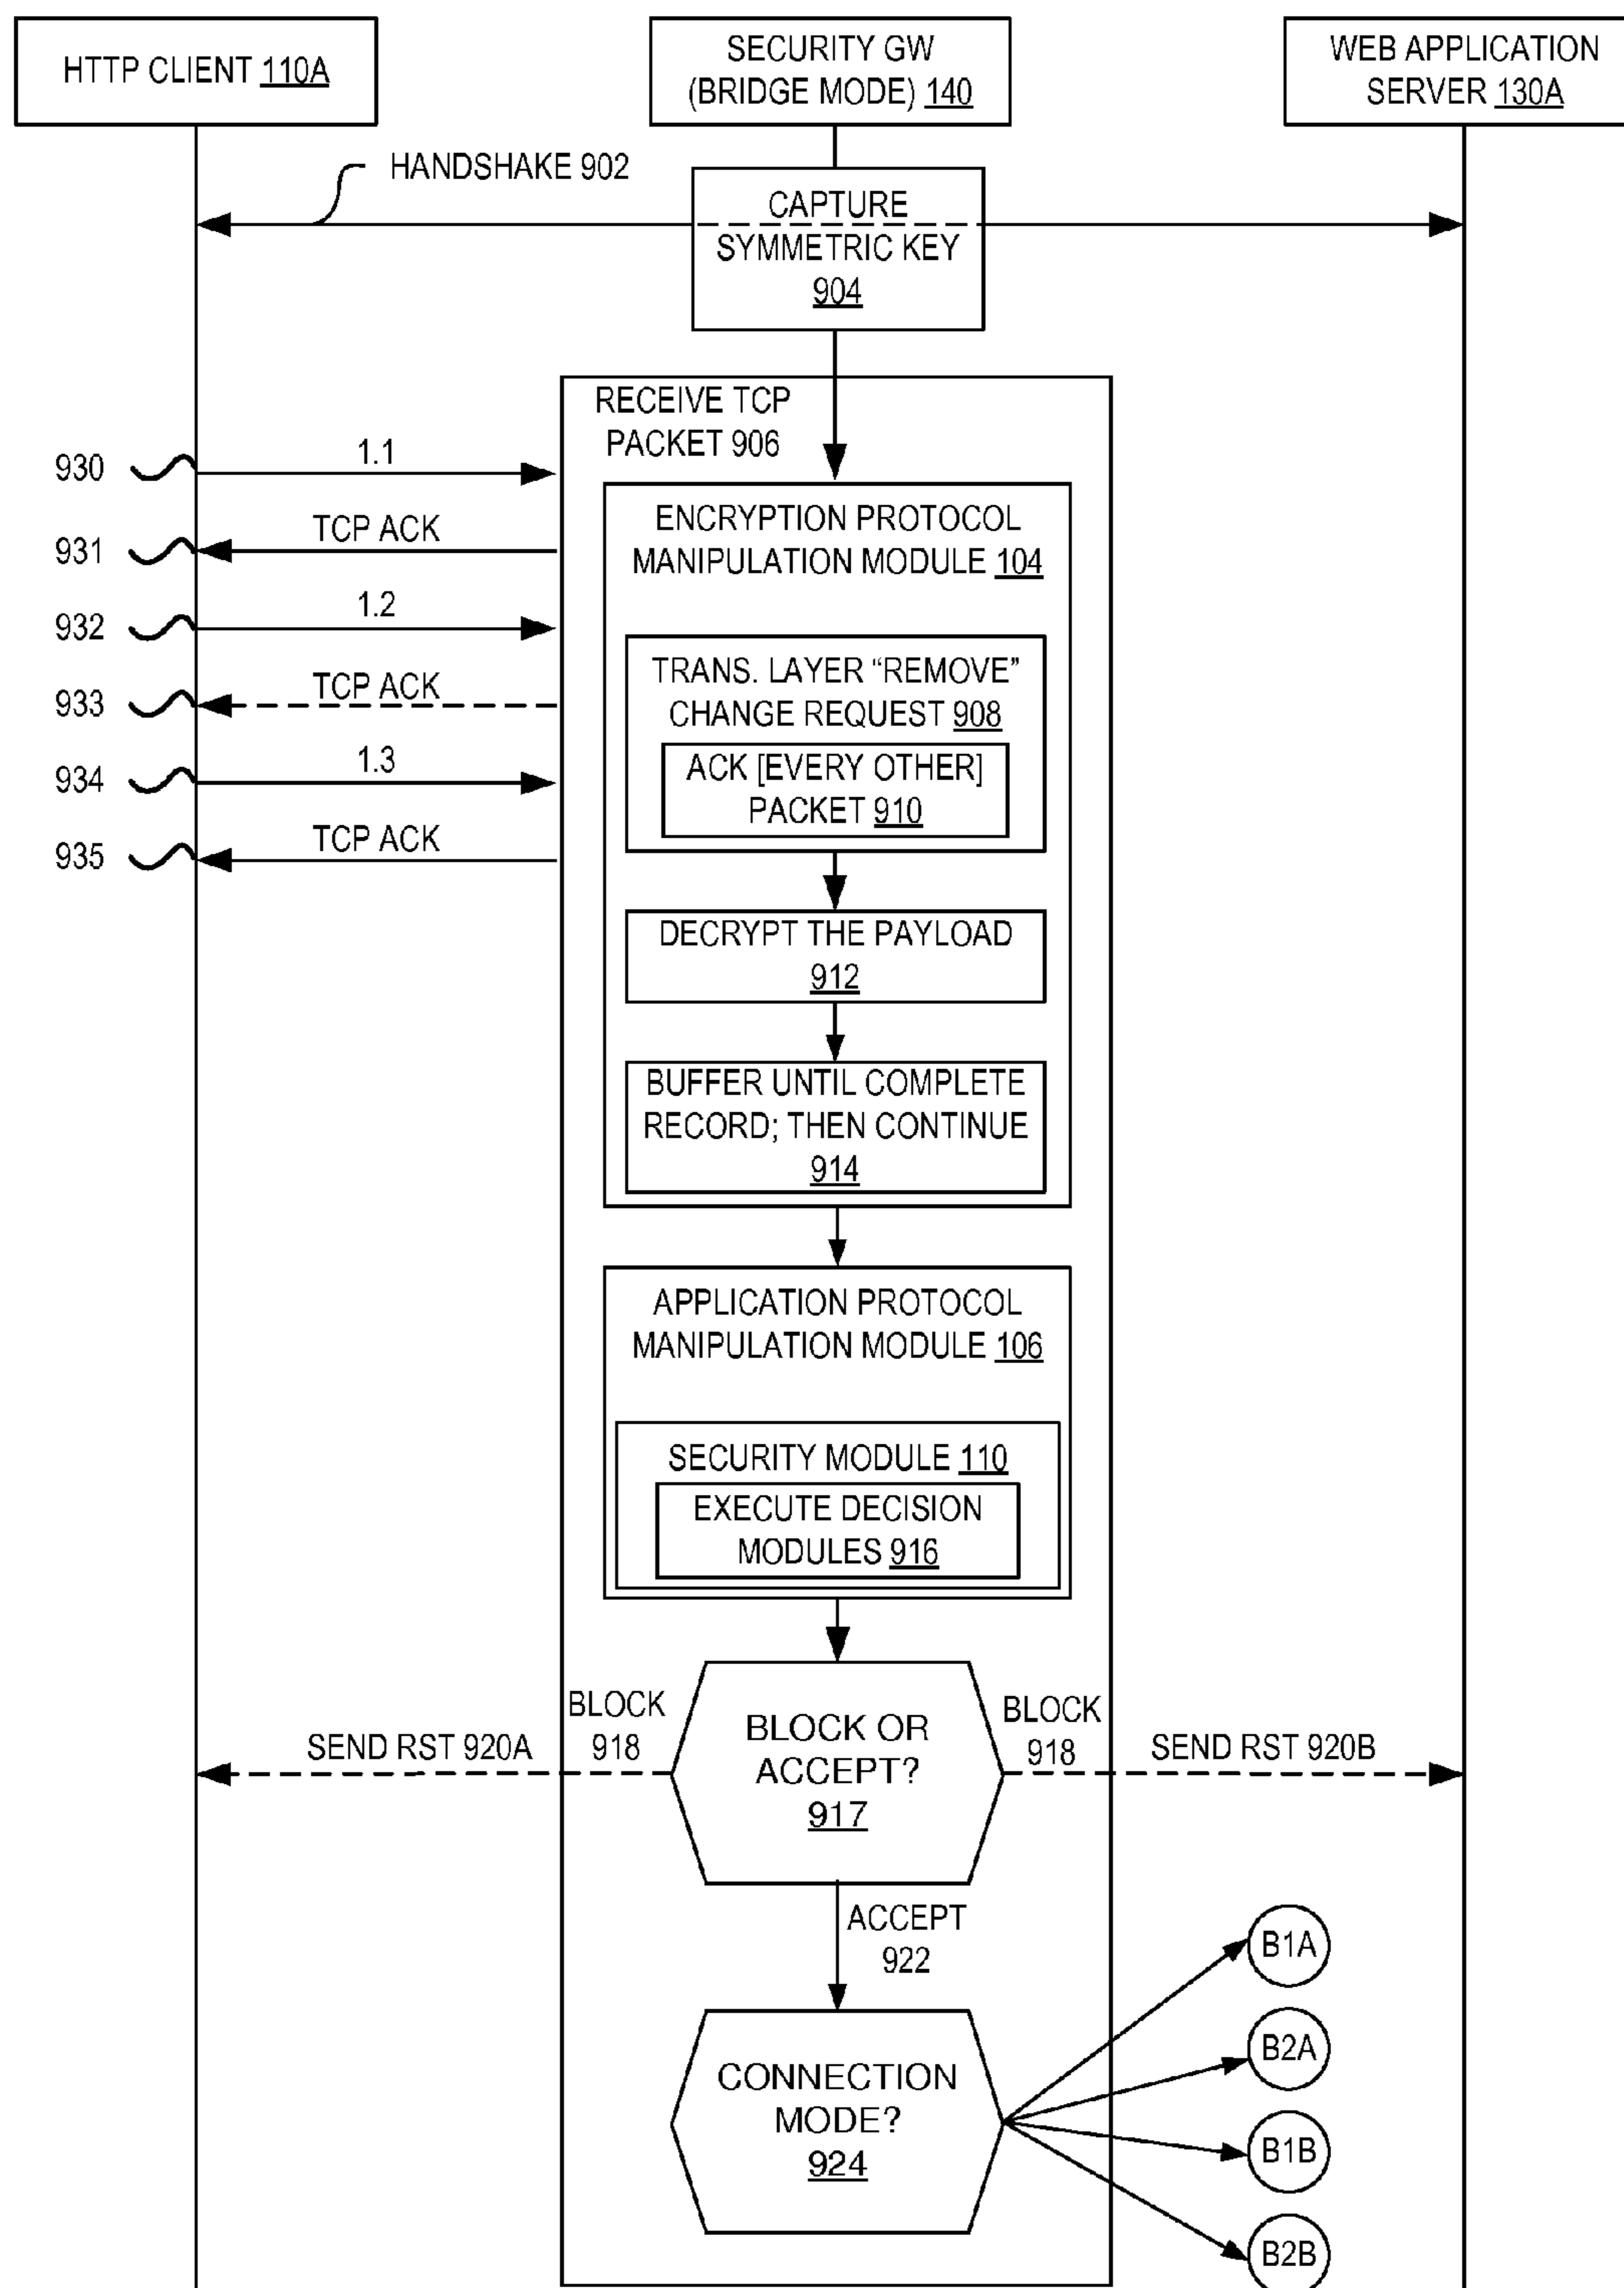 HTTP CLIENT 110A
SECURITY GW
(BRIDGE MODE) 140
WEB APPLICATION
SERVER 130A
HANDSHAKE 902
CAPTURE
SYMMETRIC KEY
904
RECEIVE TCP
PACKET 906
930
1.1
931
TCP ACK
932
1.2
933
TCP ACK
934
1.3
935
TCP ACK
ENCRYPTION PROTOCOL
MANIPULATION MODULE 104
TRANS. LAYER “REMOVE”
CHANGE REQUEST 908
ACK [EVERY OTHER]
PACKET 910
DECRYPT THE PAYLOAD
912
BUFFER UNTIL COMPLETE
RECORD; THEN CONTINUE
914
APPLICATION PROTOCOL
MANIPULATION MODULE 106
SECURITY MODULE 110
EXECUTE DECISION
MODULES 916
SEND RST 920A
BLOCK
918
BLOCK OR
ACCEPT?
917
BLOCK
918
SEND RST 920B
ACCEPT
922
CONNECTION
MODE?
924
B1A
B2A
B1B
B2B